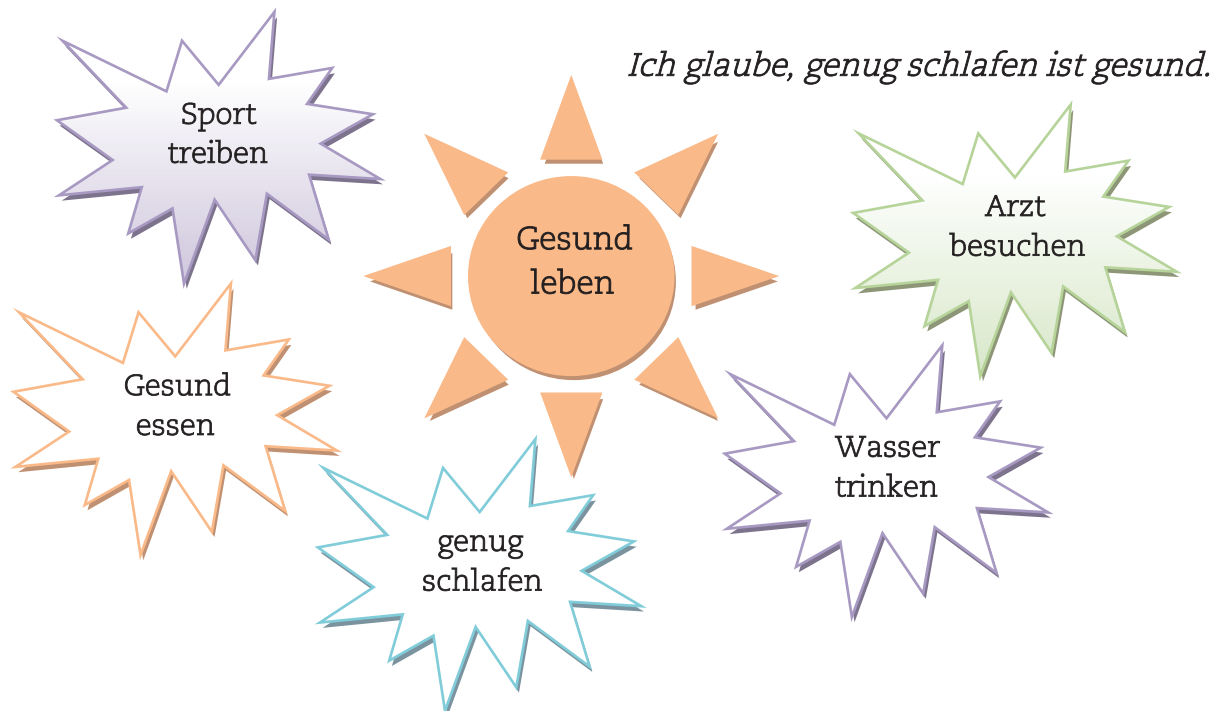 Ich glaube, genug schlafen ist gesund.
Sport
treiben
Gesund
leben
Arzt
besuchen
Gesund
essen
Wasser
trinken
genug
schlafen